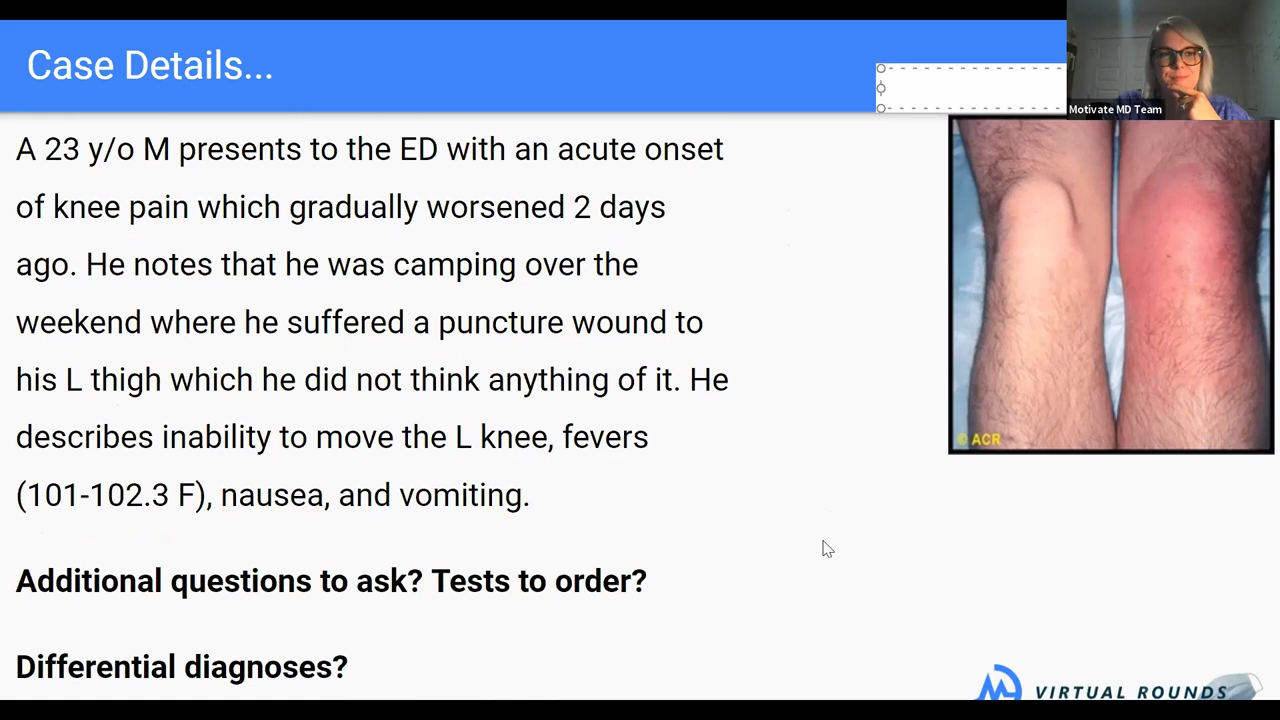 Case Details...
Motivate MD Team
A 23 y/o M presents to the ED with an acute onset
of knee pain which gradually worsened 2 days
ago. He notes that he was camping over the
weekend where he suffered a puncture wound to
his L thigh which he did not think anything of it. He
describes inability to move the L knee, fevers
(101-102.3 F), nausea, and vomiting.
© ACR
Additional questions to ask? Tests to order?
Differential diagnoses?
VIRTUAL ROUNDS